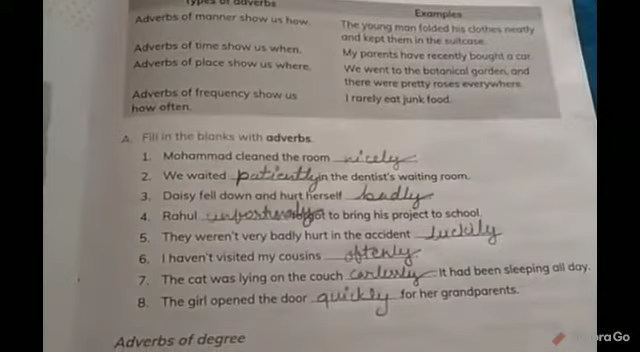 Types of adverbs
Examples
Adverbs of manner show us how.
The young man folded his clothes neatly
and kept them in the suitcase.
Adverbs of time show us when.
My parents have recently bought a car.
Adverbs of place show us where.
We went to the botanical garden, and
there were pretty roses everywhere.
Adverbs of frequency show us
how often.
I rarely eat junk food.
A. Fill in the blanks with adverbs.
1. Mohammad cleaned the room nicely
2. We waited patiently in the dentist's waiting room.
3. Daisy fell down and hurt herself badly
4. Rahul to bring his project to school.
5. They weren't very badly hurt in the accident luckily
6. I haven't visited my cousins oftenly.
7. The cat was lying on the couch It had been sleeping all day.
8. The girl opened the door quickly for her grandparents.
Adverbs of degree